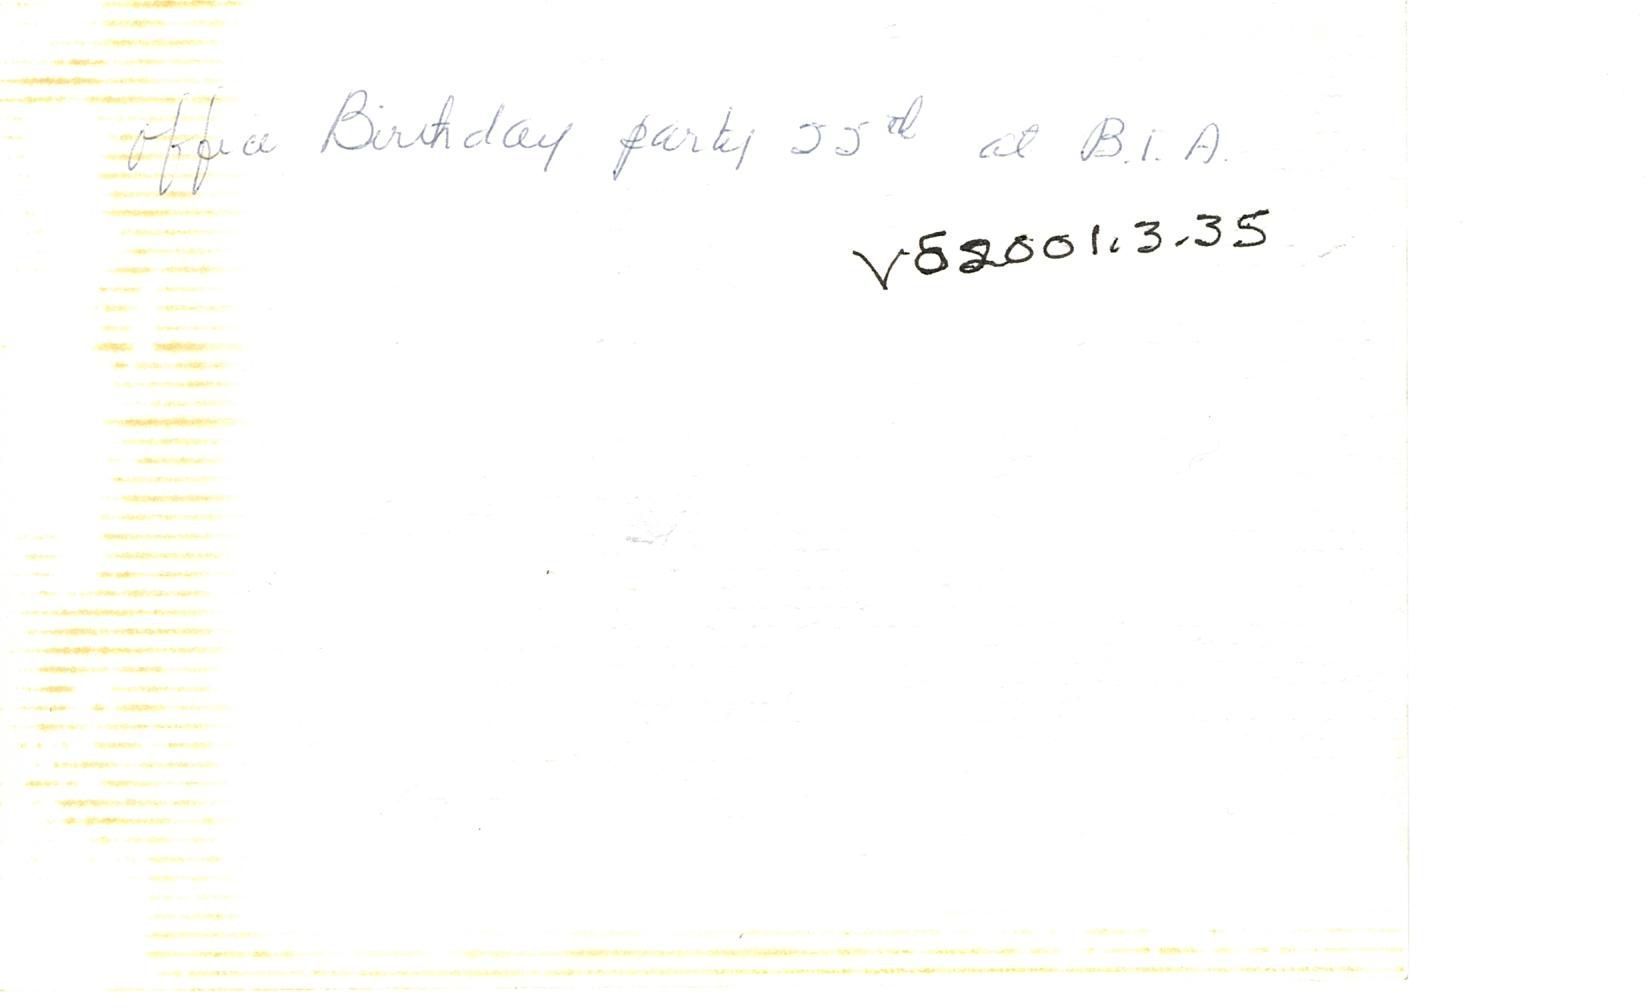 Office Birthday party 55th at B.I.A.
V82001.3.35